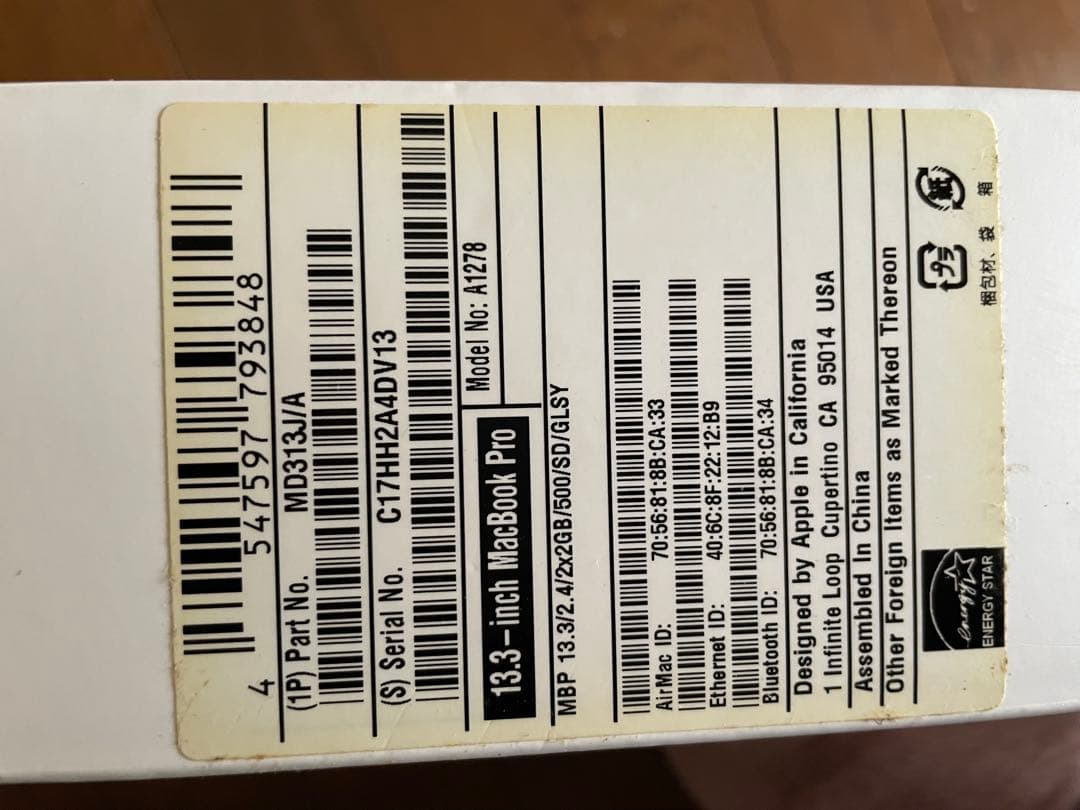 4 547597 793848
(1P) Part No. MD313J/A
(S) Serial No. C17HH2A4DV13
13.3-inch MacBook Pro Model No: A1278
MBP 13.3/2.4/2x2GB/500/SD/GLSY
AirMac ID: 70:56:81:8B:CA:33
Ethernet ID: 40:6C:8F:22:12:B9
Bluetooth ID: 70:56:81:8B:CA:34
Designed by Apple in California
1 Infinite Loop Cupertino CA 95014 USA
Assembled In China
Other Foreign Items as Marked Thereon
energy
ENERGY STAR
プラ
紙
梱包材、袋 箱